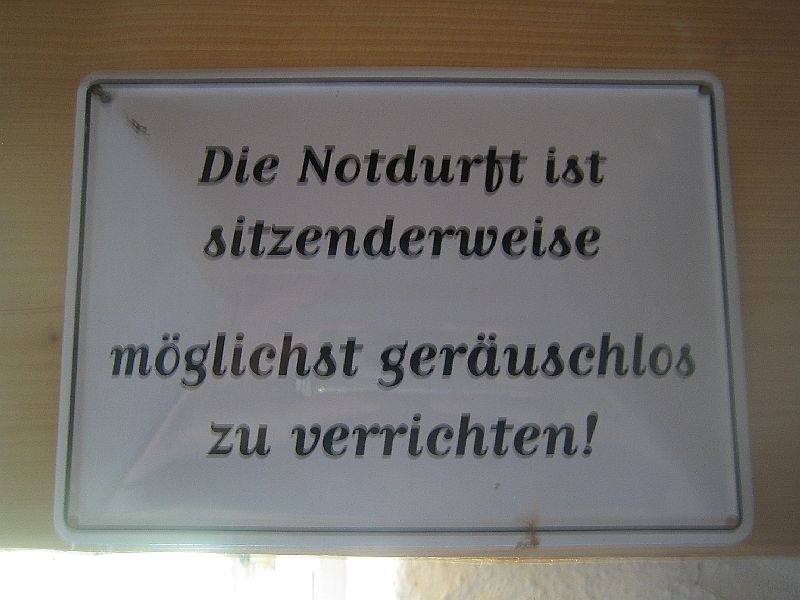 Die Notdurft ist
sitzenderweise
möglichst geräuschlos
zu verrichten!